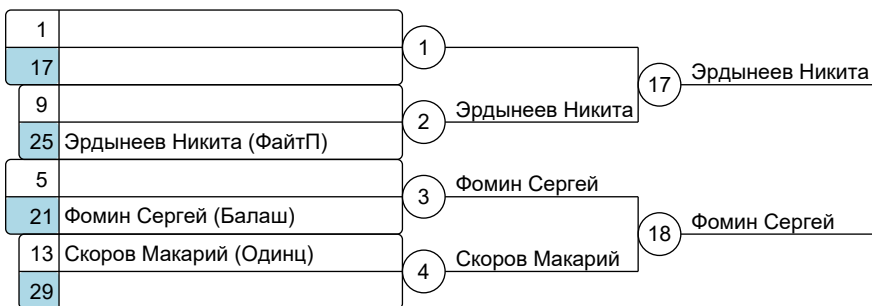 1
17
1
9
25 Эрдынеев Никита (ФайтП)
2
Эрдынеев Никита
17
Эрдынеев Никита
5
21 Фомин Сергей (Балаш)
3
Фомин Сергей
13 Скоров Макарий (Одинц)
29
4
Скоров Макарий
18
Фомин Сергей